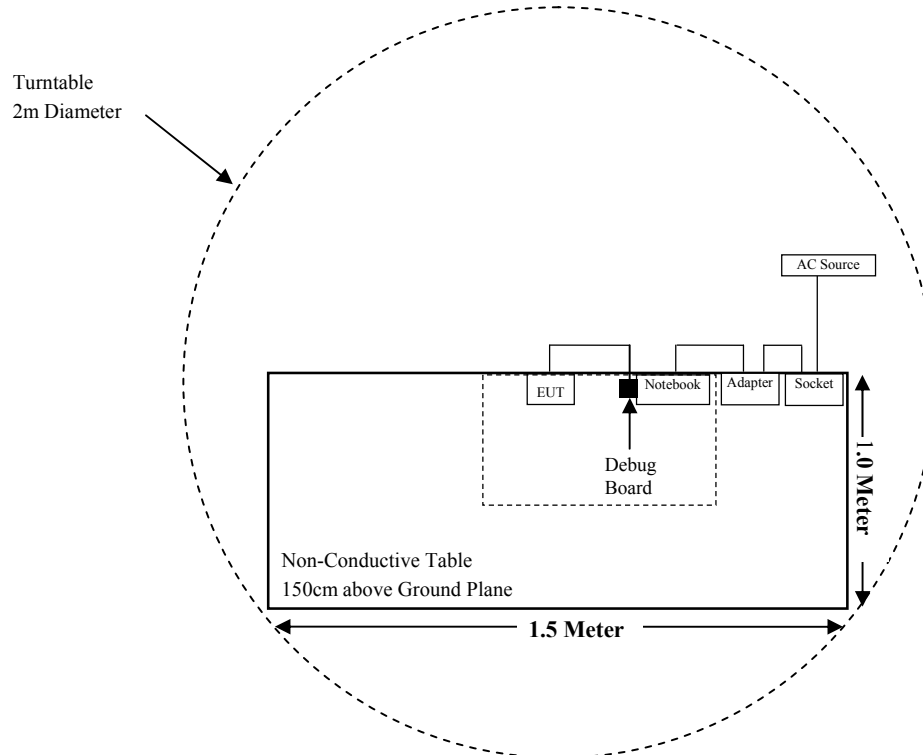 Turntable
2m Diameter
AC Source
EUT
Notebook
Adapter
Socket
Debug
Board
1.0 Meter
Non-Conductive Table
150cm above Ground Plane
1.5 Meter